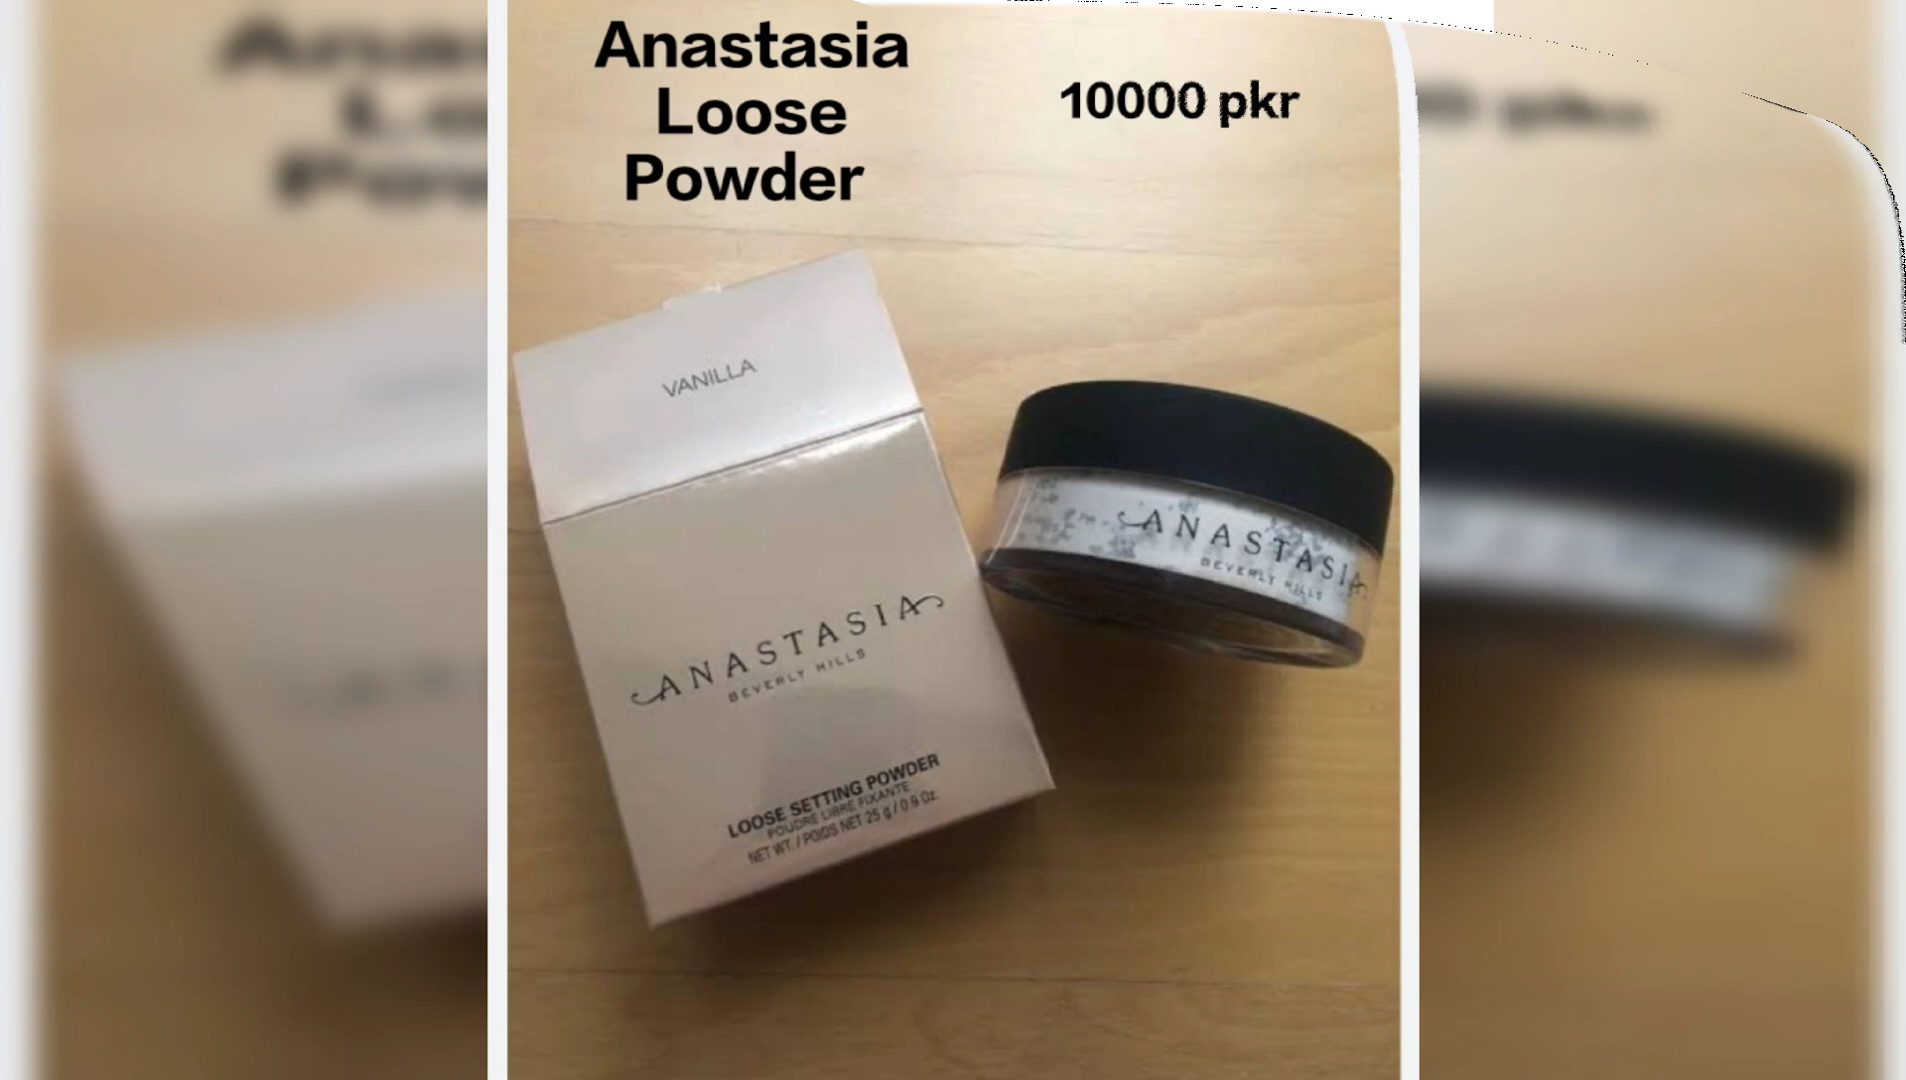 Anastasia
Loose
Powder
10000 pkr
VANILLA
ANASTASIA
BEVERLY HILLS
LOOSE SETTING POWDER
POUDRE LIBRE FIXANTE
NET WT. / POIDS NET 25 g / 0.9 Oz.
ANASTASIA
BEVERLY HILLS